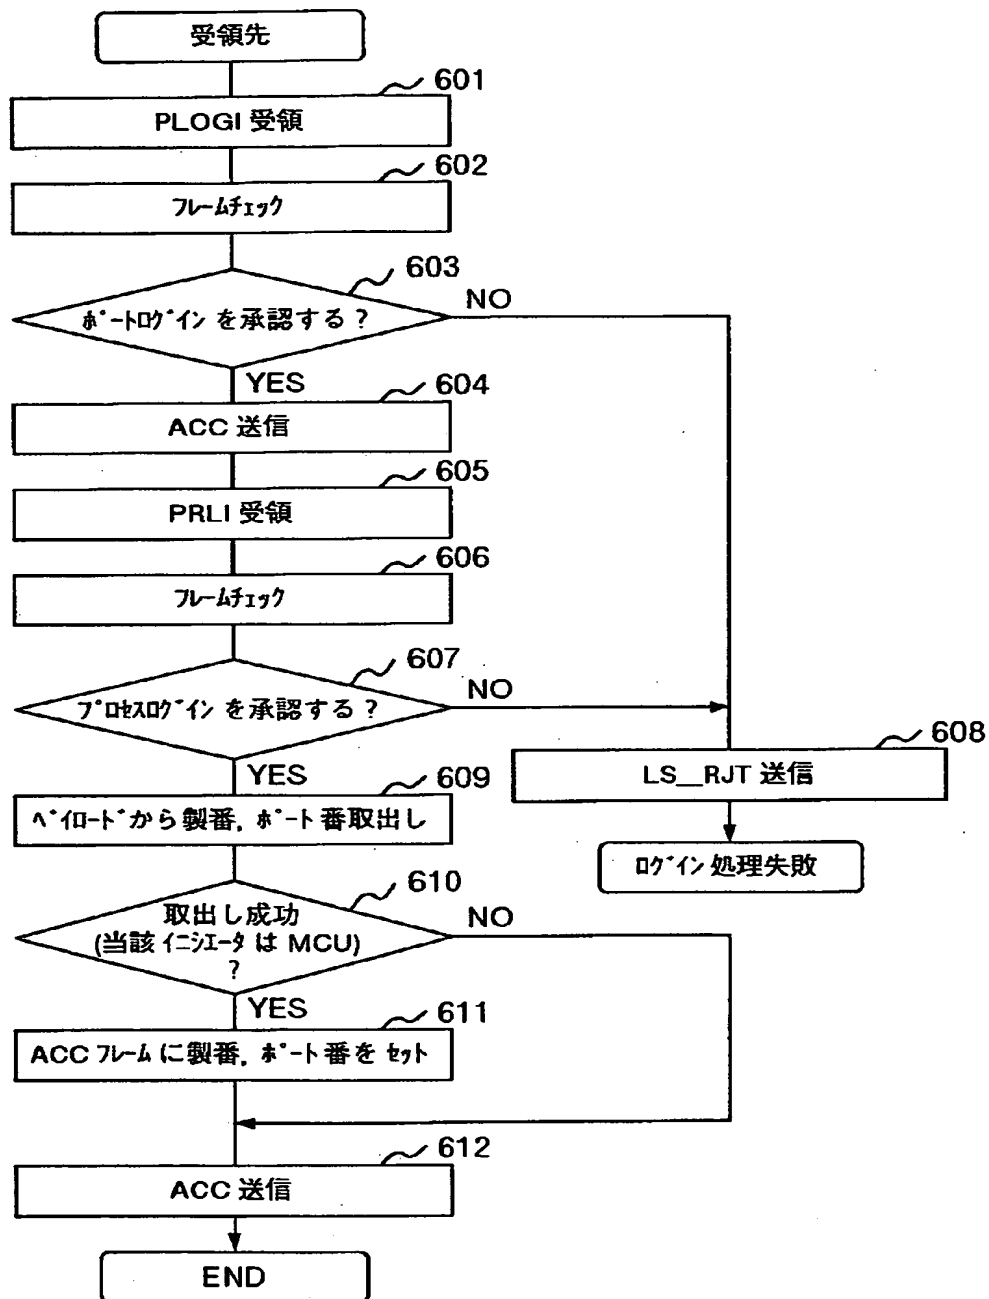 受領先
601
PLOGI 受領
602
フレームチェック
603
ポートログイン を承認する ?
NO
YES
604
ACC 送信
605
PRLI 受領
606
フレームチェック
607
プロセスログイン を承認する ?
NO
YES
608
LS__RJT 送信
ログイン 処理失敗
609
ペイロードから製番, ポート番取出し
610
取出し成功
(当該 イニシエータ は MCU)
?
NO
YES
611
ACC フレームに製番, ポート番を セット
612
ACC 送信
END